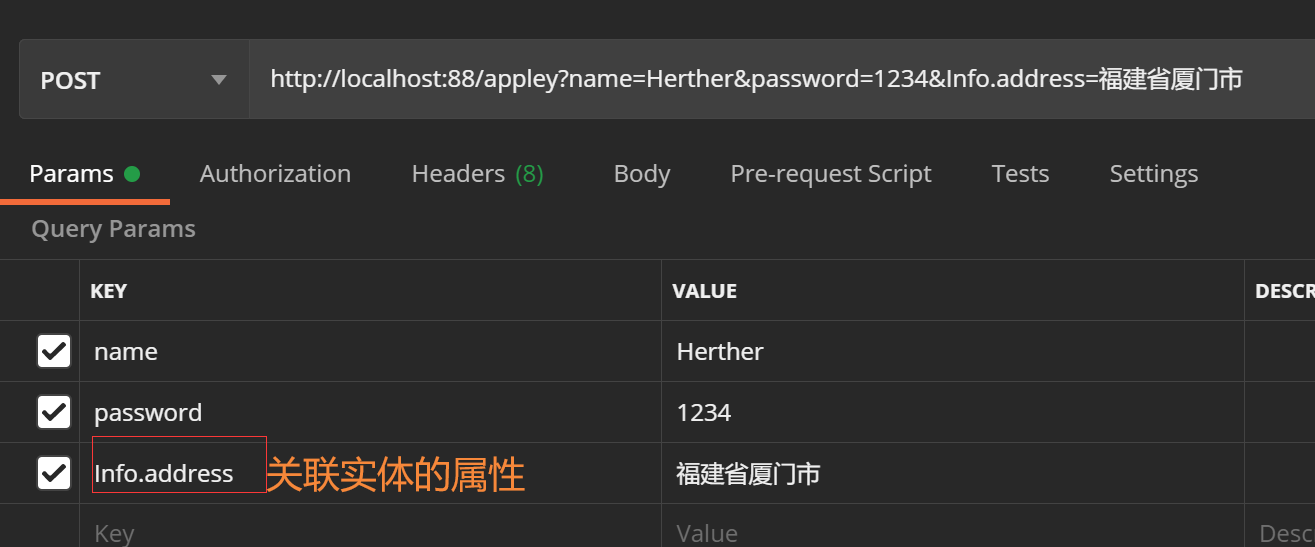 POST http://localhost:88/appley?name=Herther&password=1234&Info.address=福建省厦门市
Params Authorization Headers (8) Body Pre-request Script Tests Settings
Query Params
KEY VALUE DESCR
name Herther
password 1234
Info.address 关联实体的属性 福建省厦门市
Key Value Desc